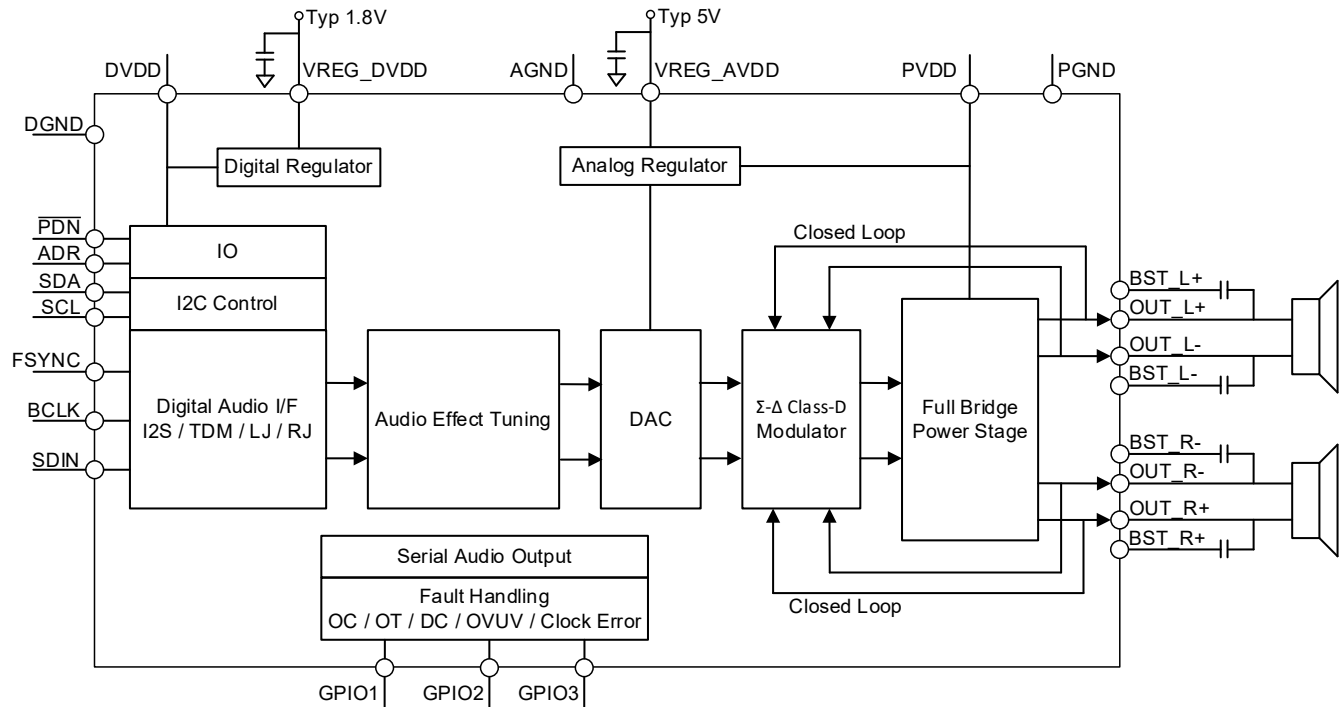 Typ 1.8V
Typ 5V
DVDD
VREG_DVDD
AGND
VREG_AVDD
PVDD
PGND
DGND
Digital Regulator
Analog Regulator
PDN
ADR
SDA
SCL
FSYNC
BCLK
SDIN
IO
I2C Control
Digital Audio I/F
I2S / TDM / LJ / RJ
Audio Effect Tuning
DAC
Closed Loop
Σ-Δ Class-D
Modulator
Full Bridge
Power Stage
BST_L+
OUT_L+
OUT_L-
BST_L-
BST_R-
OUT_R-
OUT_R+
BST_R+
Closed Loop
Serial Audio Output
Fault Handling
OC / OT / DC / OVUV / Clock Error
GPIO1
GPIO2
GPIO3